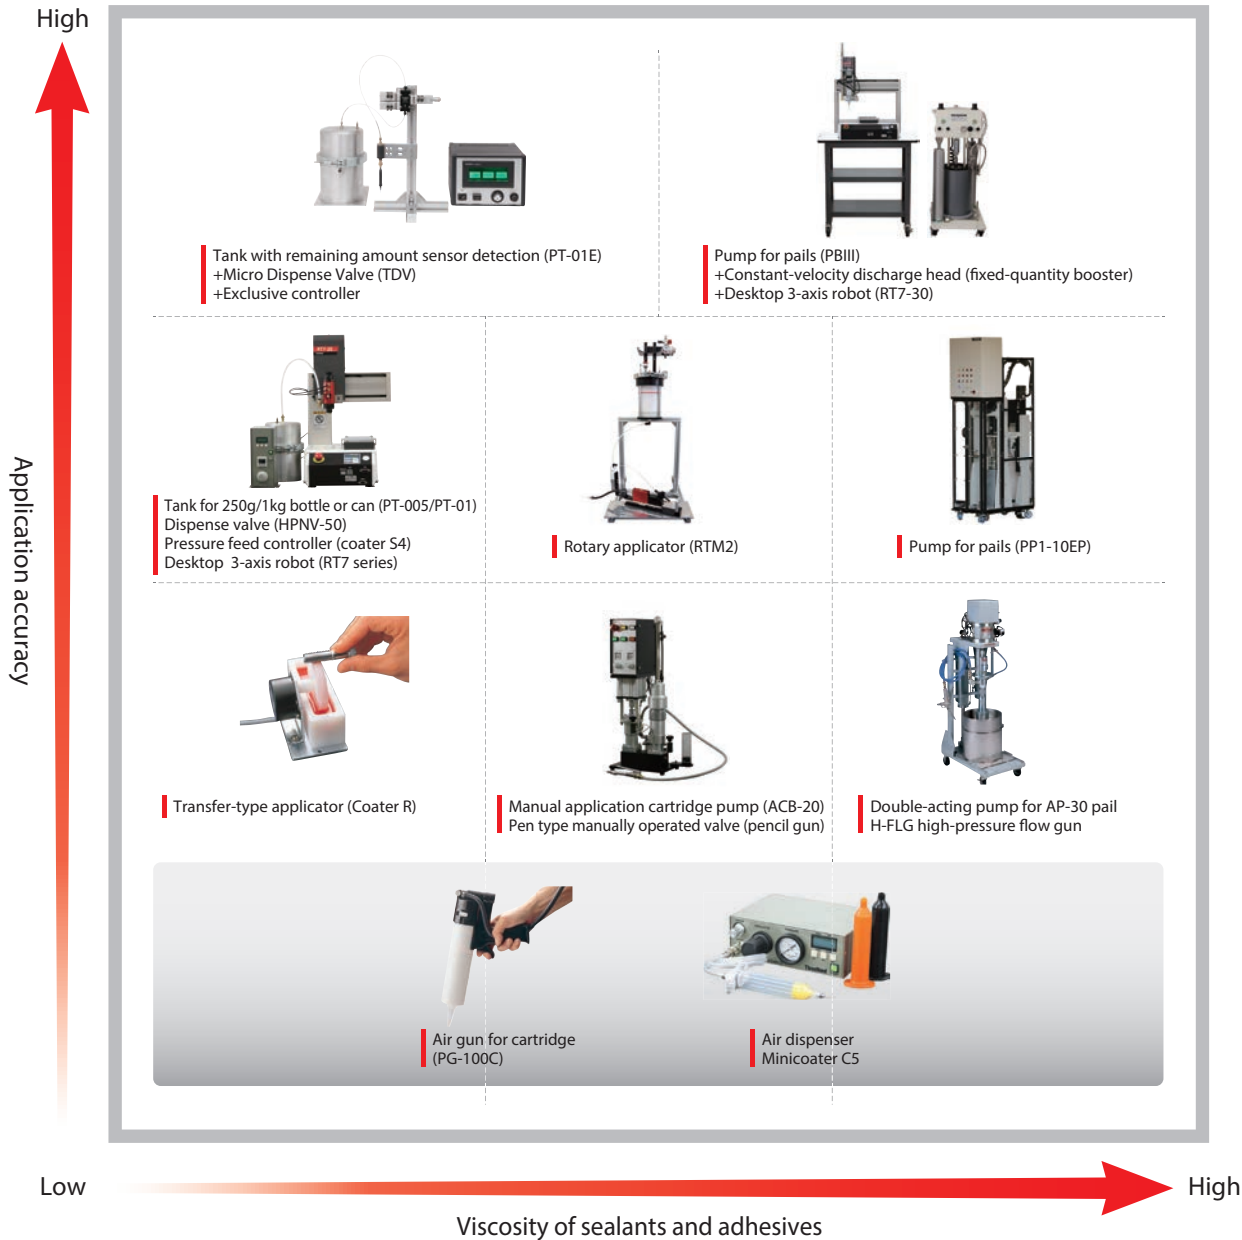 High
Tank with remaining amount sensor detection (PT-01E)
+Micro Dispense Valve (TDV)
+Exclusive controller
Pump for pails (PBIII)
+Constant-velocity discharge head (fixed-quantity booster)
+Desktop 3-axis robot (RT7-30)
Application accuracy
Tank for 250g/1kg bottle or can (PT-005/PT-01)
Dispense valve (HPNV-50)
Pressure feed controller (coater S4)
Desktop 3-axis robot (RT7 series)
Rotary applicator (RTM2)
Pump for pails (PP1-10EP)
Transfer-type applicator (Coater R)
Manual application cartridge pump (ACB-20)
Pen type manually operated valve (pencil gun)
Double-acting pump for AP-30 pail
H-FLG high-pressure flow gun
Air gun for cartridge
(PG-100C)
Air dispenser
Minicoater C5
Low
High
Viscosity of sealants and adhesives